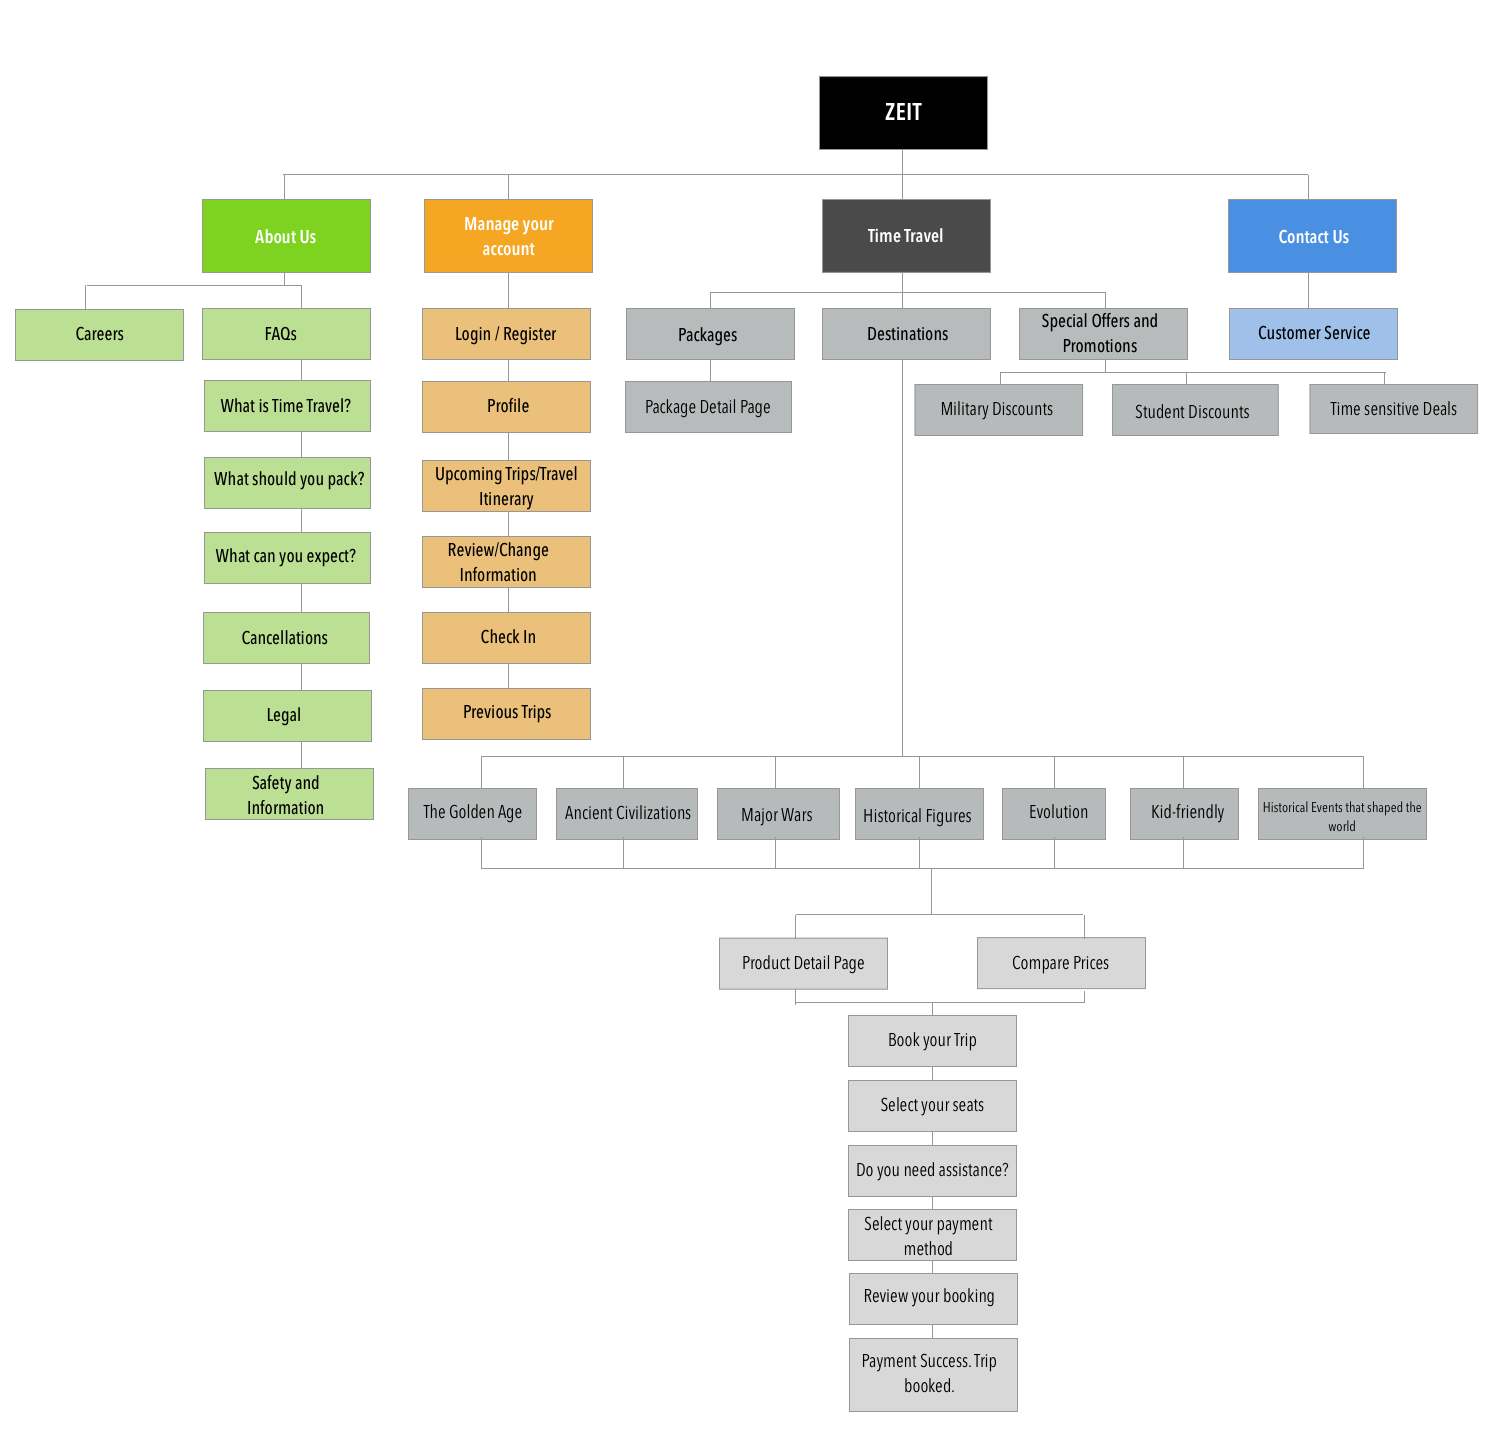 ZEIT
About Us
Manage your
account
Time Travel
Contact Us
Careers
FAQs
Login / Register
Packages
Destinations
Special Offers and
Promotions
Customer Service
What is Time Travel?
Profile
Package Detail Page
Military Discounts
Student Discounts
Time sensitive Deals
What should you pack?
Upcoming Trips/Travel
Itinerary
What can you expect?
Review/Change
Information
Cancellations
Check In
Legal
Previous Trips
Safety and
Information
The Golden Age
Ancient Civilizations
Major Wars
Historical Figures
Evolution
Kid-friendly
Historical Events that shaped the
world
Product Detail Page
Compare Prices
Book your Trip
Select your seats
Do you need assistance?
Select your payment
method
Review your booking
Payment Success. Trip
booked.